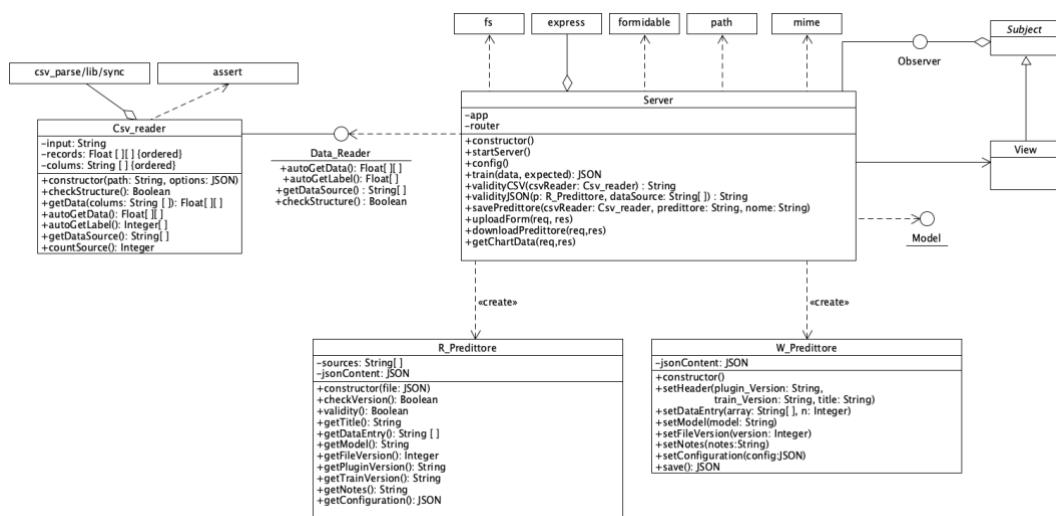 fs
express
formidable
path
mime
Subject
Observer
csv_parse/lib/sync
assert
Csv_reader
-input: String
-records: Float [ ][ ] {ordered}
-colums: String [ ] {ordered}
+constructor(path: String, options: JSON)
+checkStructure(): Boolean
+getData(colums: String [ ]): Float[ ][ ]
+autoGetData(): Float[ ][ ]
+autoGetLabel(): Integer[ ]
+getDataSource(): String[ ]
+countSource(): Integer
Data_Reader
+autoGetData(): Float[ ][ ]
+autoGetLabel(): Float[ ]
+getDataSource() : String[ ]
+checkStructure() : Boolean
Server
-app
-router
+constructor()
+startServer()
+config()
+train(data, expected): JSON
+validityCSV(csvReader: Csv_reader) : String
+validityJSON(p: R_Predittore, dataSource: String[ ]) : String
+savePredittore(csvReader: Csv_reader, predittore: String, nome: String)
+uploadForm(req, res)
+downloadPredittore(req,res)
+getChartData(req,res)
View
Model
«create»
«create»
R_Predittore
-sources: String[ ]
-jsonContent: JSON
+constructor(file: JSON)
+checkVersion(): Boolean
+validity(): Boolean
+getTitle(): String
+getDataEntry(): String [ ]
+getModel(): String
+getFileVersion(): Integer
+getPluginVersion(): String
+getTrainVersion(): String
+getNotes(): String
+getConfiguration(): JSON
W_Predittore
-jsonContent: JSON
+constructor()
+setHeader(plugin_Version: String,
train_Version: String, title: String)
+setDataEntry(array: String[ ], n: Integer)
+setModel(model: String)
+setFileVersion(version: Integer)
+setNotes(notes:String)
+setConfiguration(config:JSON)
+save(): JSON